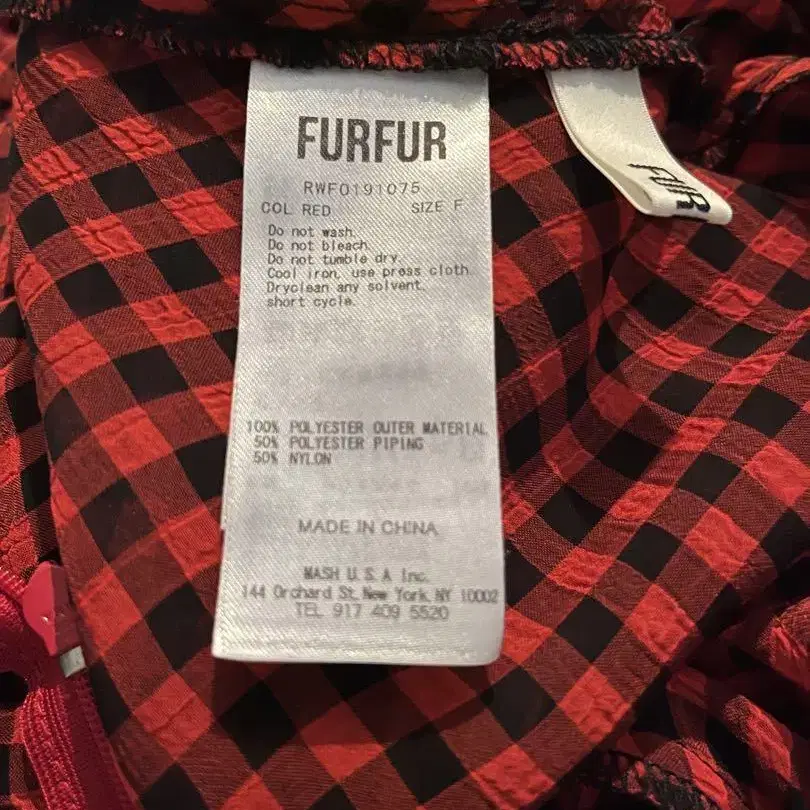 FURFUR
RWF0191075
COL RED SIZE F
Do not wash.
Do not bleach.
Do not tumble dry.
Cool iron, use press cloth.
Dryclean any solvent,
short cycle.
100% POLYESTER OUTER MATERIAL
50% POLYESTER PIPING
50% NYLON
MADE IN CHINA
MASH U.S.A Inc.
144 Orchard St. New York, NY 10002
TEL 917 409 5520
FUR